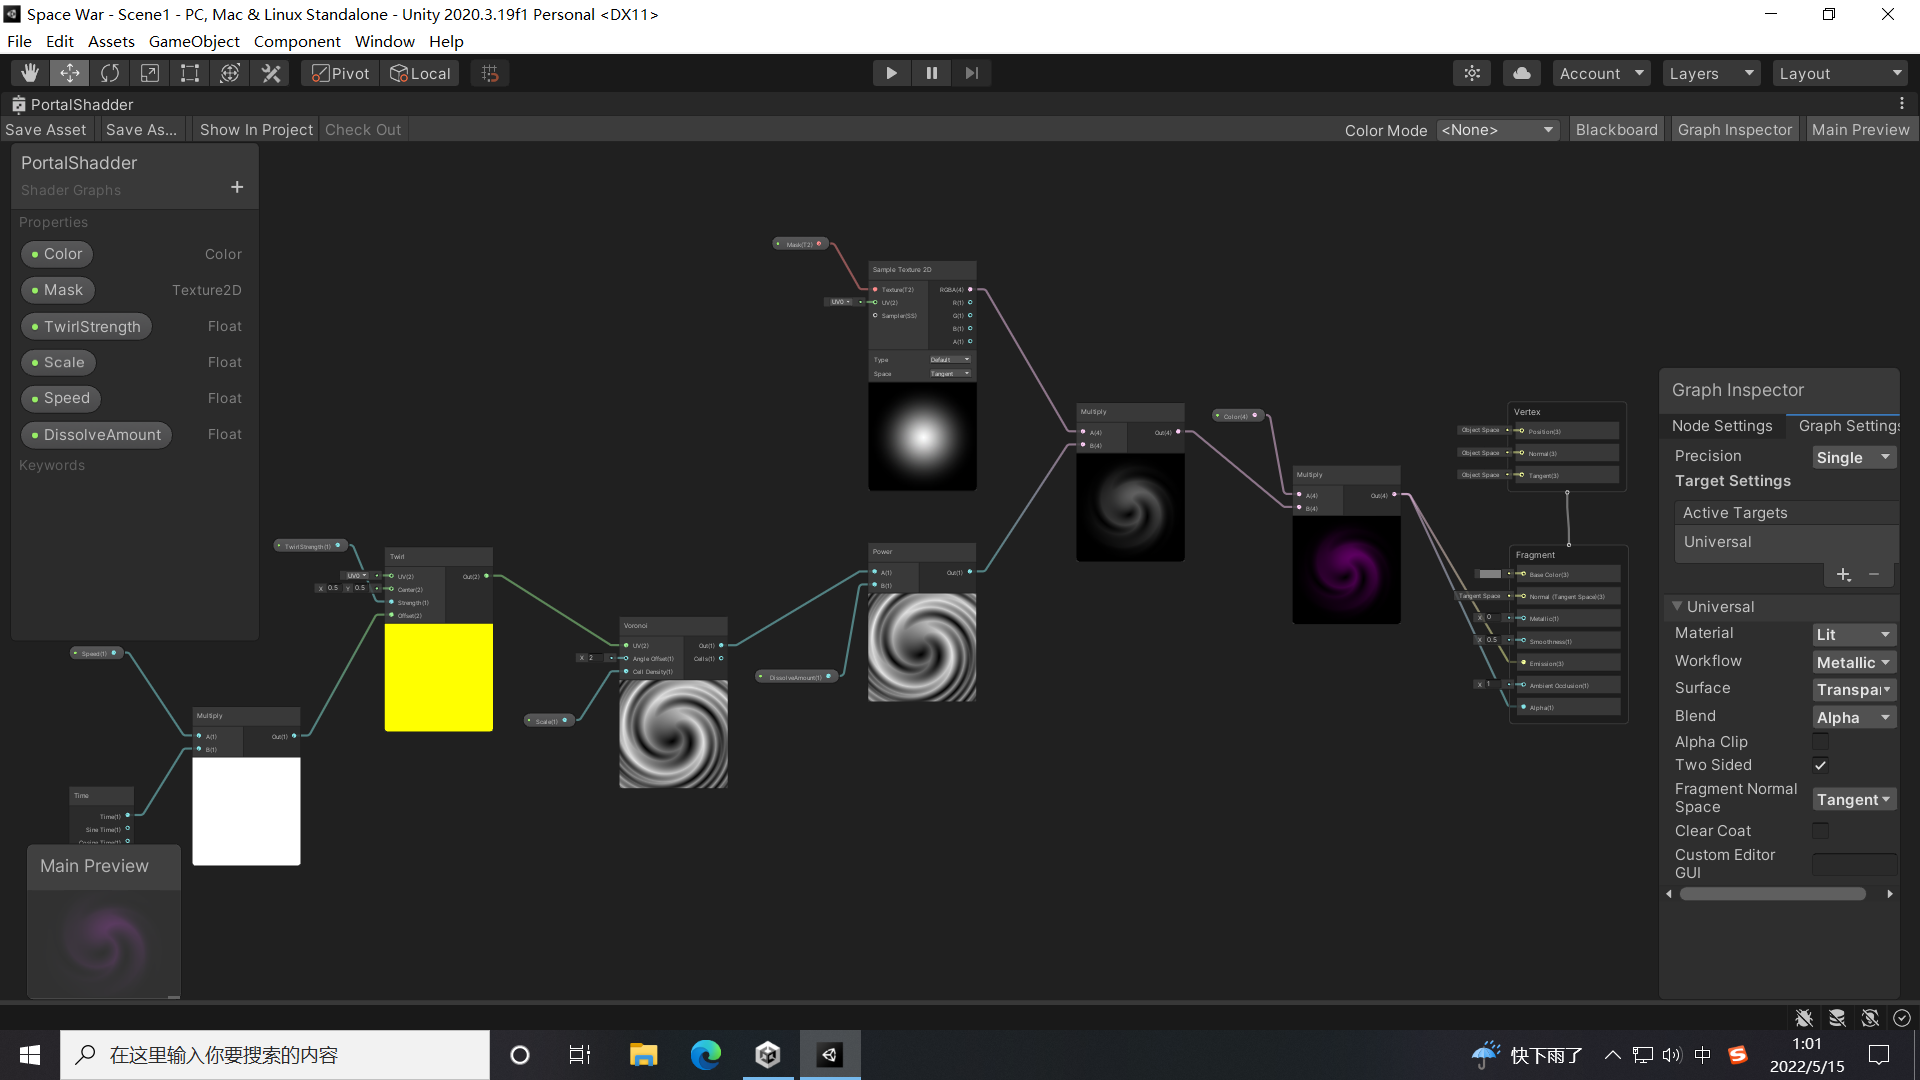 Space War - Scene1 - PC, Mac & Linux Standalone - Unity 2020.3.19f1 Personal <DX11>
File Edit Assets GameObject Component Window Help
Pivot Local Account Layers Layout
PortalShadder
Save Asset Save As... Show In Project Check Out Color Mode <None> Blackboard Graph Inspector Main Preview
PortalShadder
Shader Graphs
+
Properties
Color Color
Mask Texture2D
TwirlStrength Float
Scale Float
Speed Float
DissolveAmount Float
Keywords
Mask(T2)
Sample Texture 2D
Texture(T2) RGBA(4)
UV0 UV(2) R(1)
Sampler(SS) G(1)
B(1)
A(1)
Type Default
Space Tangent
Multiply
A(4) Out(4)
B(4)
Color(4)
Multiply
A(4) Out(4)
B(4)
Power
A(1) Out(1)
B(1)
DissolveAmount(1)
TwirlStrength(1)
Twirl
UV0 UV(2) Out(2)
X 0.5 Y 0.5 Center(2)
Strength(1)
Offset(2)
Voronoi
UV(2) Out(1)
X 2 Angle Offset(1) Cells(1)
Cell Density(1)
Scale(1)
Speed(1)
Multiply
A(1) Out(1)
B(1)
Time
Time(1)
Sine Time(1)
Cosine Time(1)
Main Preview
Vertex
Object Space Position(3)
Object Space Normal(3)
Object Space Tangent(3)
Fragment
Base Color(3)
Tangent Space Normal (Tangent Space)(3)
X 0 Metallic(1)
X 0.5 Smoothness(1)
Emission(3)
X 1 Ambient Occlusion(1)
Alpha(1)
Graph Inspector
Node Settings Graph Settings
Precision Single
Target Settings
Active Targets
Universal
+ −
Universal
Material Lit
Workflow Metallic
Surface Transpar
Blend Alpha
Alpha Clip
Two Sided
Fragment Normal Space Tangent
Clear Coat
Custom Editor GUI
在这里输入你要搜索的内容
快下雨了 中 1:01
2022/5/15